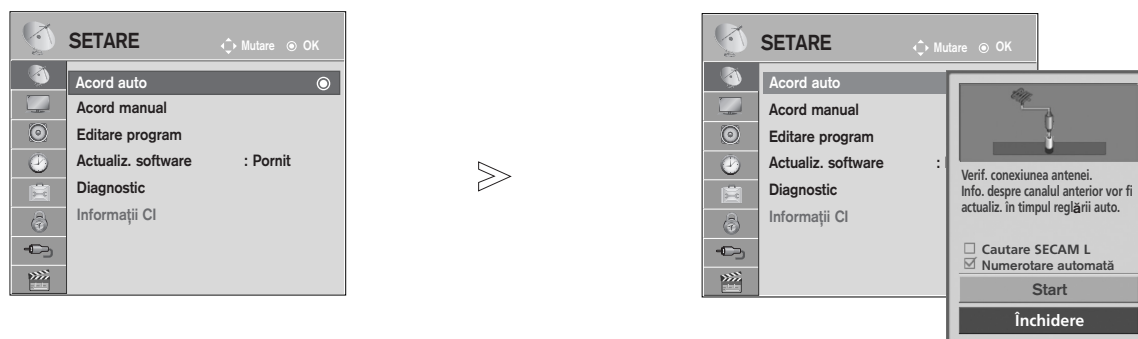 SETARE
Mutare OK
Acord auto
Acord manual
Editare program
Actualiz. software : Pornit
Diagnostic
Informații CI
SETARE
Mutare OK
Acord auto
Acord manual
Editare program
Actualiz. software :
Diagnostic
Informații CI
Verif. conexiunea antenei.
Info. despre canalul anterior vor fi
actualiz. in timpul reglării auto.
Cautare SECAM L
Numerotare automată
Start
Închidere